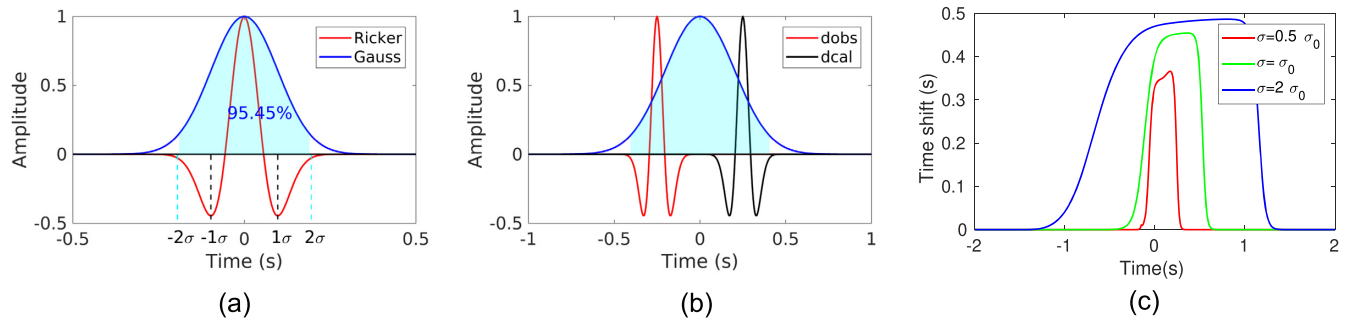 1
0.5
0
-0.5
Amplitude
Ricker
Gauss
95.45%
-0.5
-2σ
-1σ
0
1σ
2σ
0.5
Time (s)
(a)
1
0.5
0
-0.5
Amplitude
dobs
dcal
-1
-0.5
0
0.5
1
Time (s)
(b)
0.5
0.4
0.3
0.2
0.1
0
Time shift (s)
σ=0.5 σ0
σ= σ0
σ=2 σ0
-2
-1
0
1
2
Time(s)
(c)